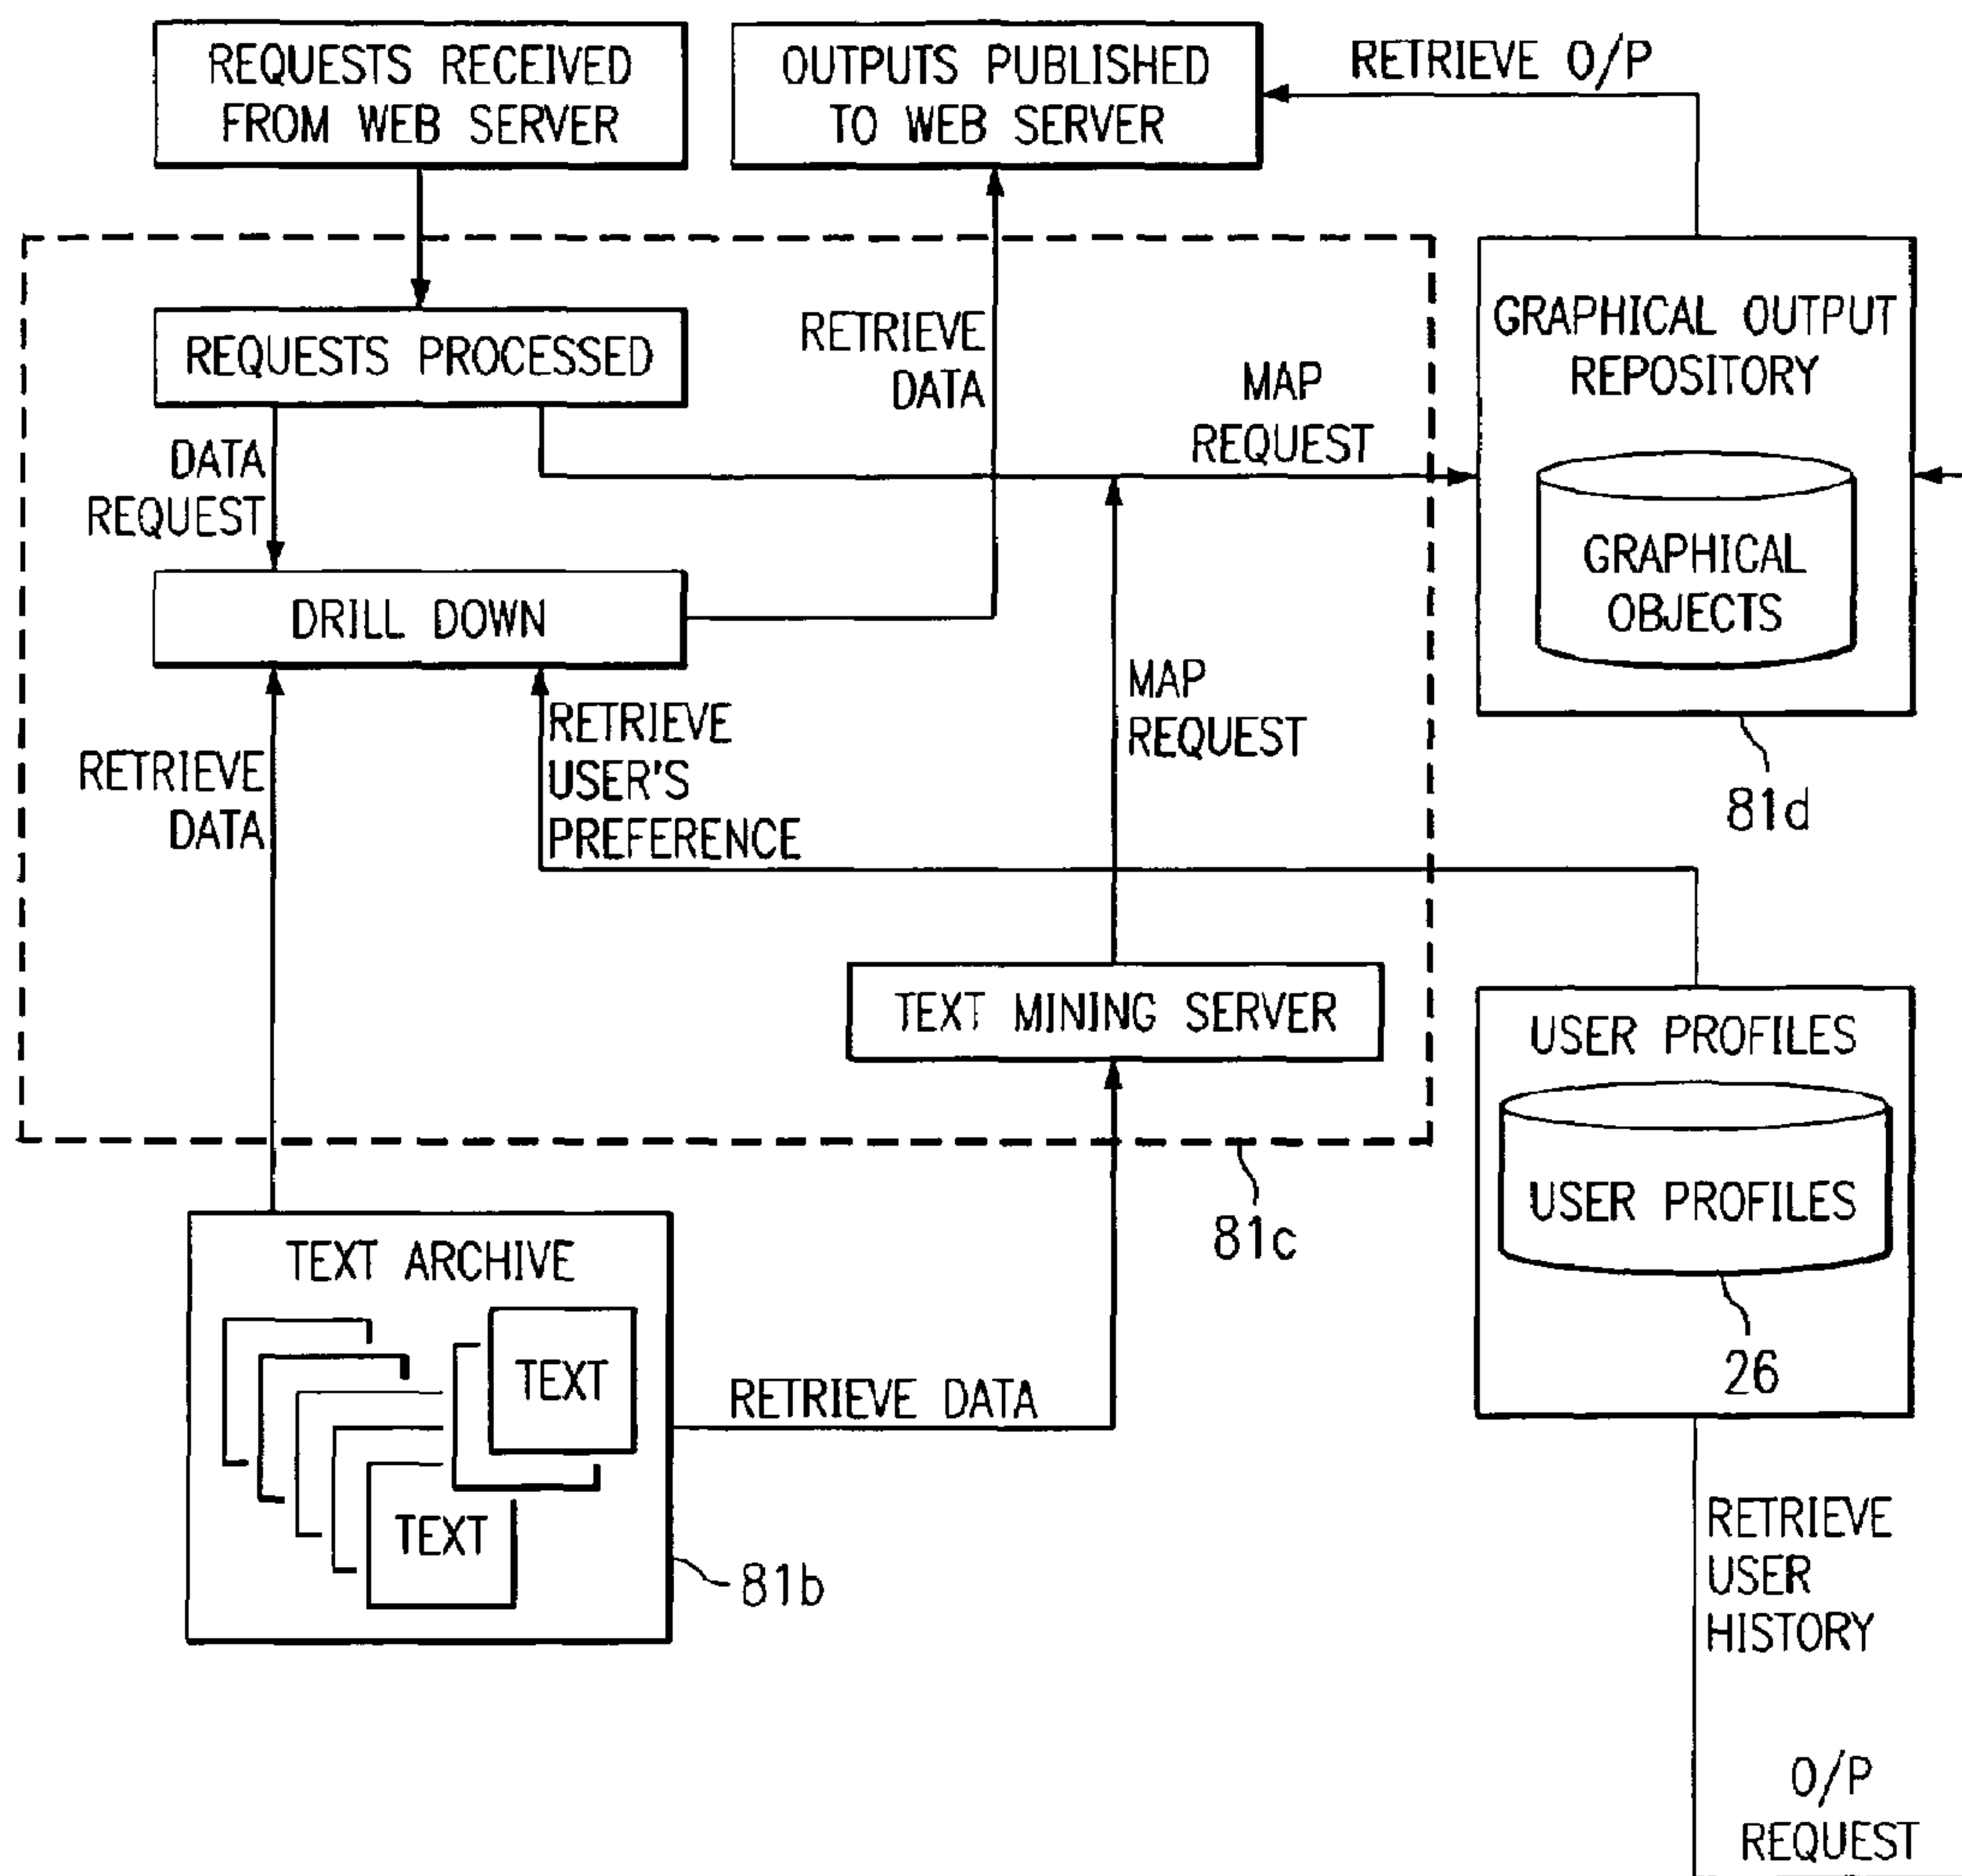 REQUESTS RECEIVED
FROM WEB SERVER
OUTPUTS PUBLISHED
TO WEB SERVER
RETRIEVE O/P
REQUESTS PROCESSED
RETRIEVE
DATA
MAP
REQUEST
GRAPHICAL OUTPUT
REPOSITORY
DATA
REQUEST
GRAPHICAL
OBJECTS
DRILL DOWN
RETRIEVE
DATA
RETRIEVE
USER'S
PREFERENCE
MAP
REQUEST
81d
TEXT MINING SERVER
USER PROFILES
USER PROFILES
26
81c
TEXT ARCHIVE
TEXT
TEXT
81b
RETRIEVE DATA
RETRIEVE
USER
HISTORY
O/P
REQUEST